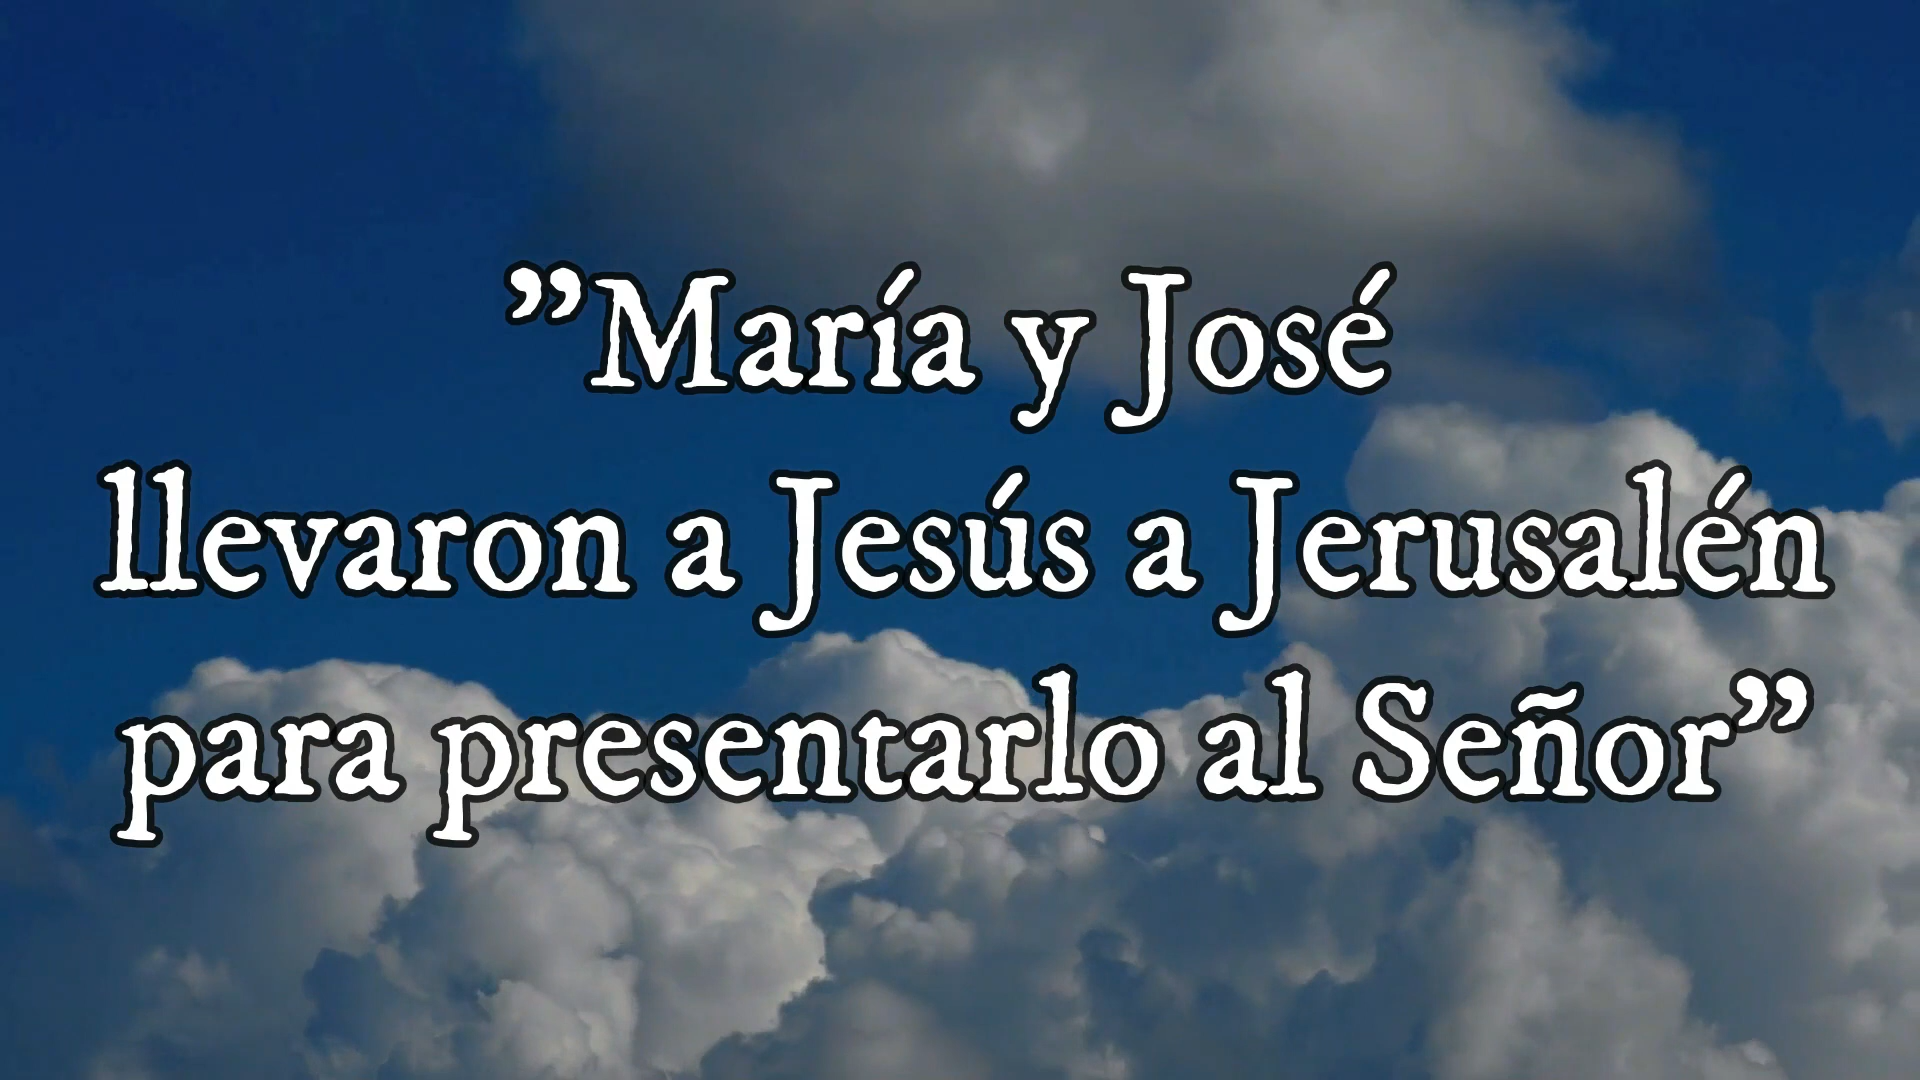 ”María y José
llevaron a Jesús a Jerusalén
para presentarlo al Señor”